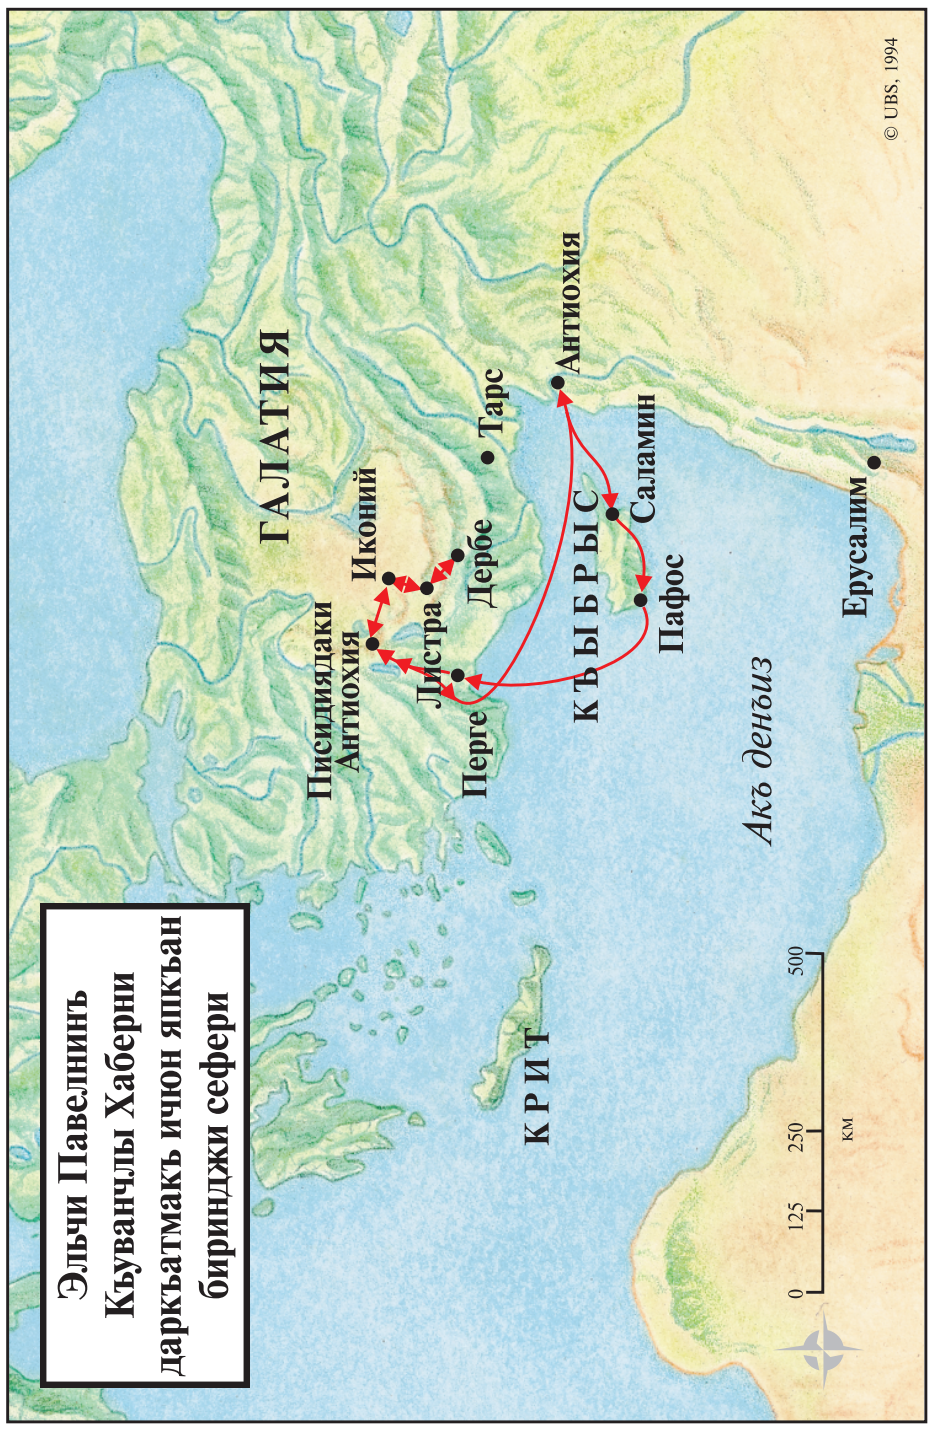 Эльчи Павелнинъ
Къуванчлы Хаберни
даркъатмакъ ичюн япкъан
биринджи сефери
ГАЛАТИЯ
Писидиядаки
Антиохия
Иконий
Листра
Дербе
Тарс
Перге
Антиохия
КЪЫБРЫС
Саламин
Пафос
КРИТ
Акъ денъиз
Ерусалим
0 125 250 500
км
© UBS, 1994